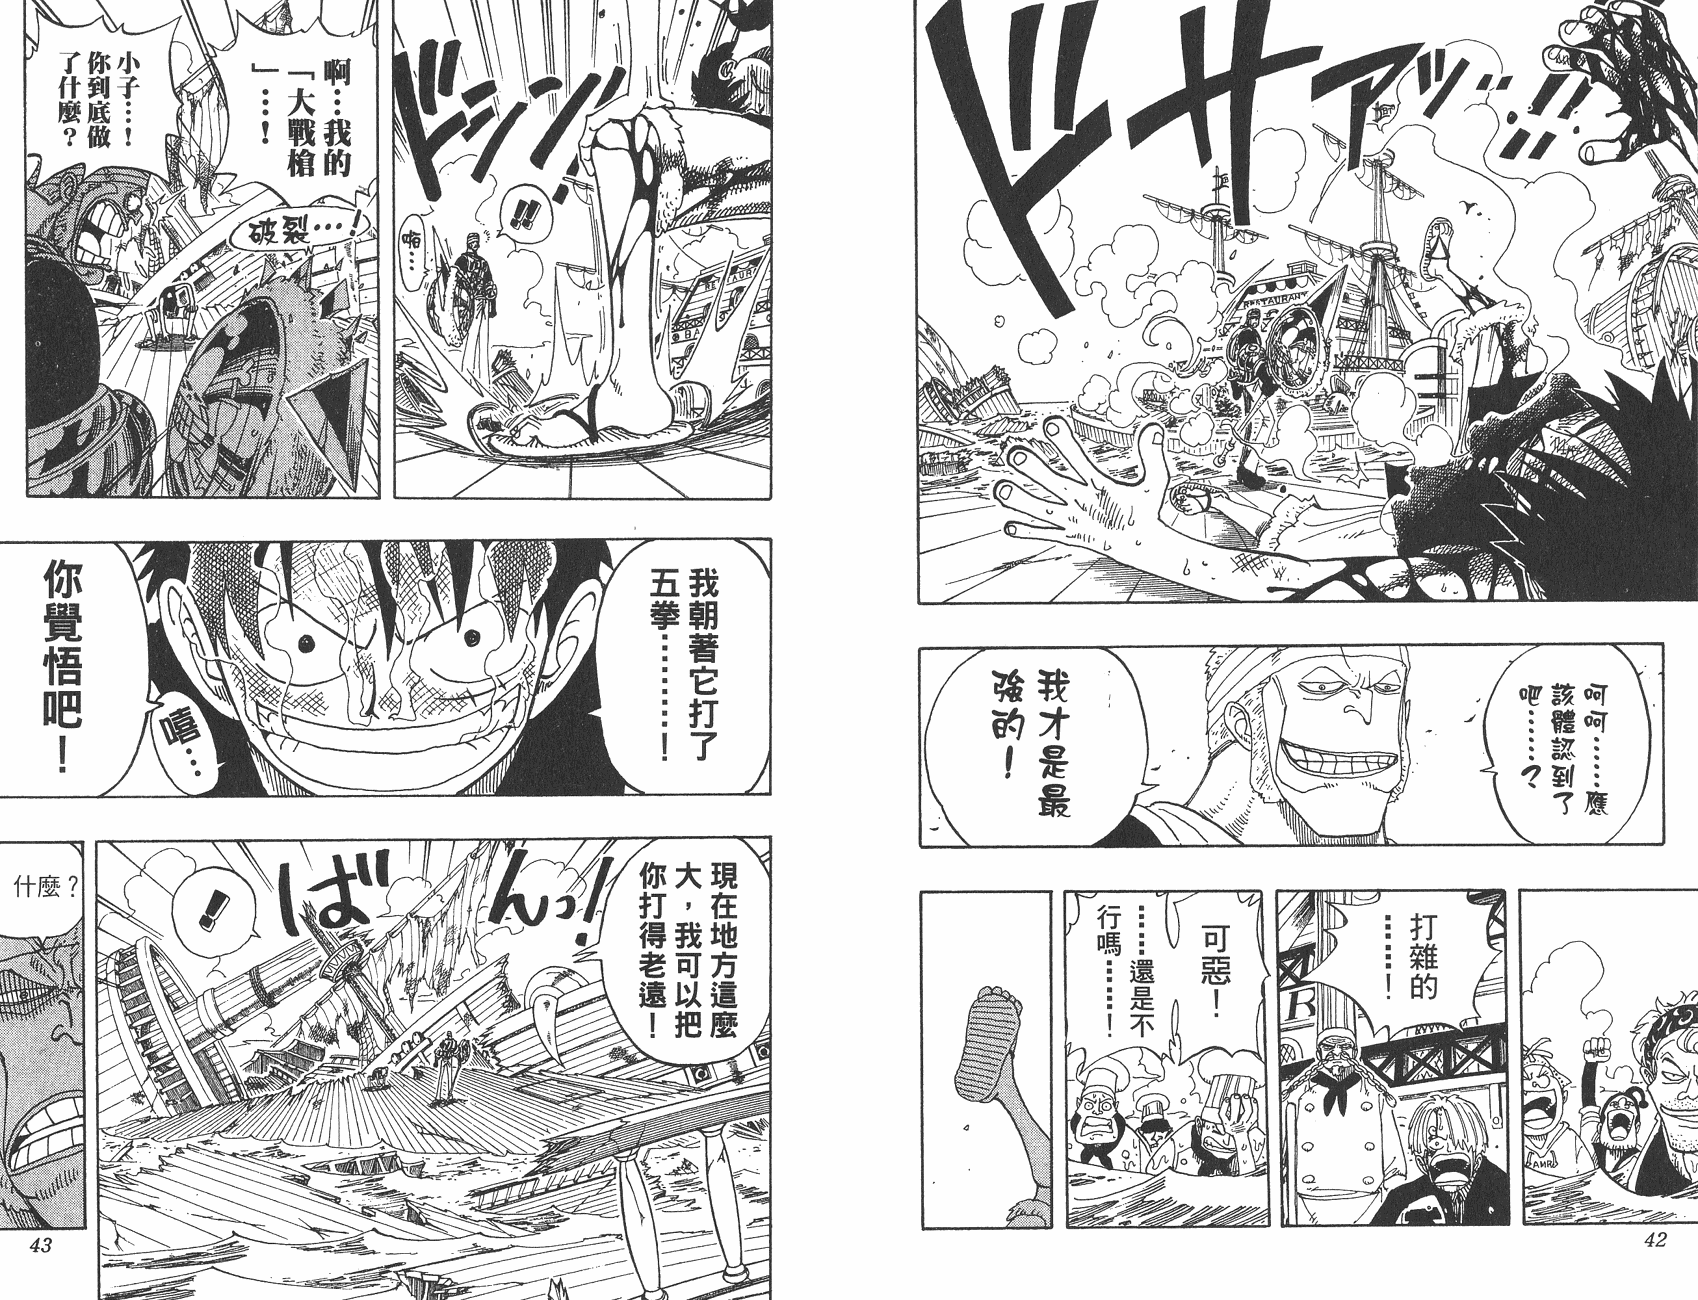 ドサアッ…!!
RESTAURANT
呵呵……應
該體認到了
吧……?
我才是最
強的！
打雜的
……！
R
可惡！
……還是不
行嗎……！
42
ドシン!!
!!
啪…
RESTAURANT
BA
啊…我的
「大戰槍
」…！
小子…！
你到底做
了什麼？
破裂…！
我朝著它打了
五拳………！
嘻…
你覺悟吧！
現在地方這麼
大，我可以把
你打得老遠！
ばんっ!
!
什麼？
43